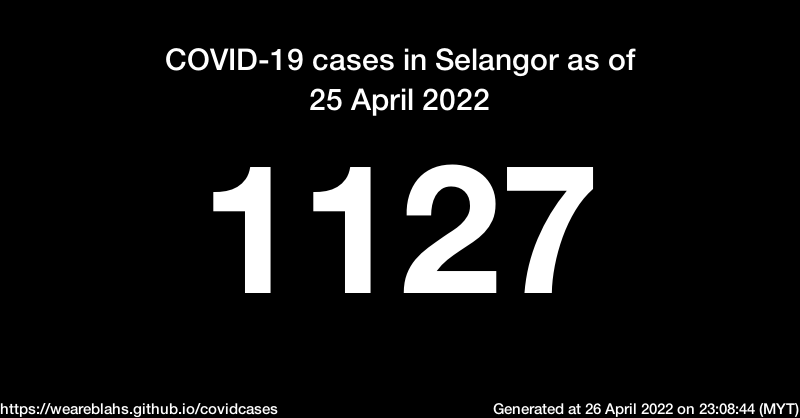 COVID-19 cases in Selangor as of
25 April 2022
1127
https://weareblahs.github.io/covidcases
Generated at 26 April 2022 on 23:08:44 (MYT)